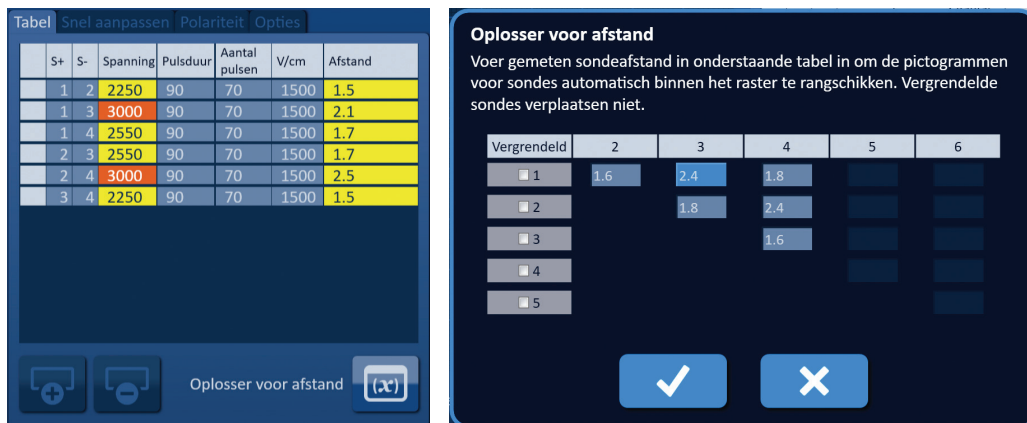 Tabel Snel aanpassen Polariteit Opties
S+ S- Spanning Pulsduur Aantal pulsen V/cm Afstand
1 2 2250 90 70 1500 1.5
1 3 3000 90 70 1500 2.1
1 4 2550 90 70 1500 1.7
2 3 2550 90 70 1500 1.7
2 4 3000 90 70 1500 2.5
3 4 2250 90 70 1500 1.5
Oplosser voor afstand (x)
Oplosser voor afstand
Voer gemeten sondeafstand in onderstaande tabel in om de pictogrammen
voor sondes automatisch binnen het raster te rangschikken. Vergrendelde
sondes verplaatsen niet.
Vergrendeld 2 3 4 5 6
1 1.6 2.4 1.8
2 1.8 2.4
3 1.6
4
5